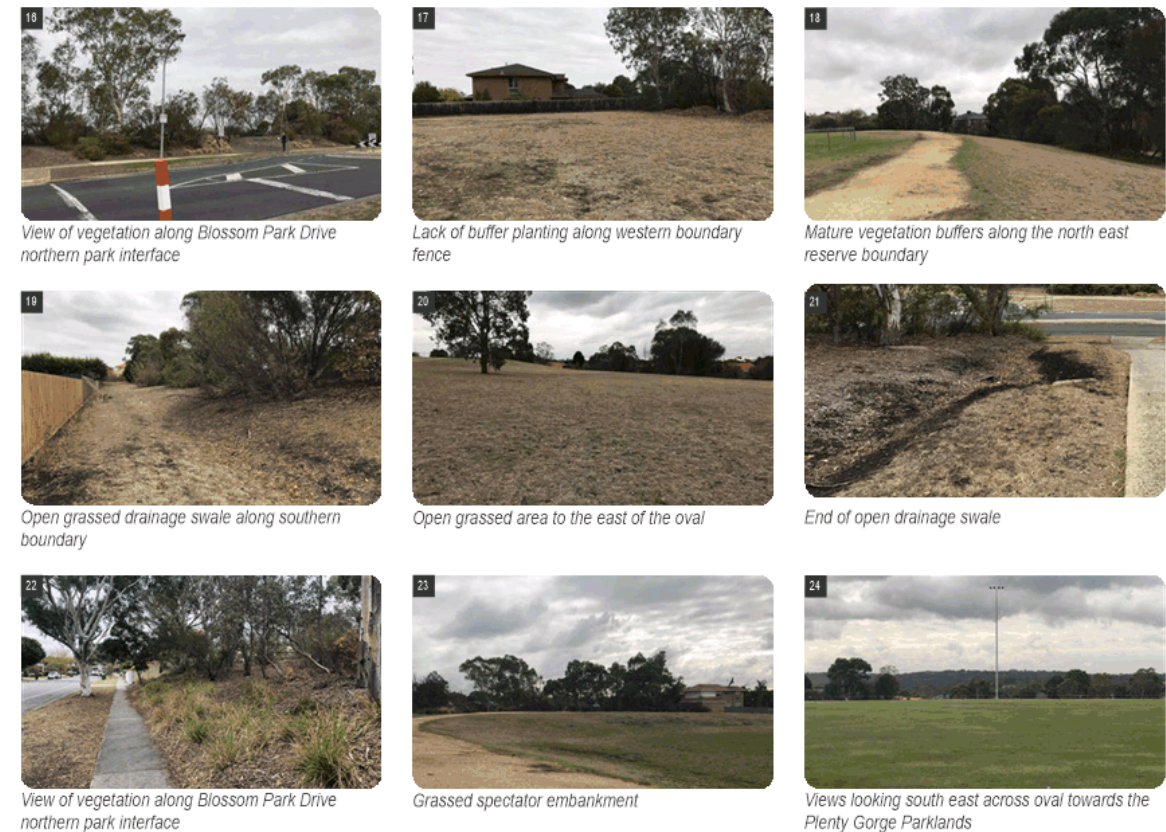 16
17
18
View of vegetation along Blossom Park Drive
northern park interface
Lack of buffer planting along western boundary
fence
Mature vegetation buffers along the north east
reserve boundary
19
20
21
Open grassed drainage swale along southern
boundary
Open grassed area to the east of the oval
End of open drainage swale
22
23
24
View of vegetation along Blossom Park Drive
northern park interface
Grassed spectator embankment
Views looking south east across oval towards the
Plenty Gorge Parklands